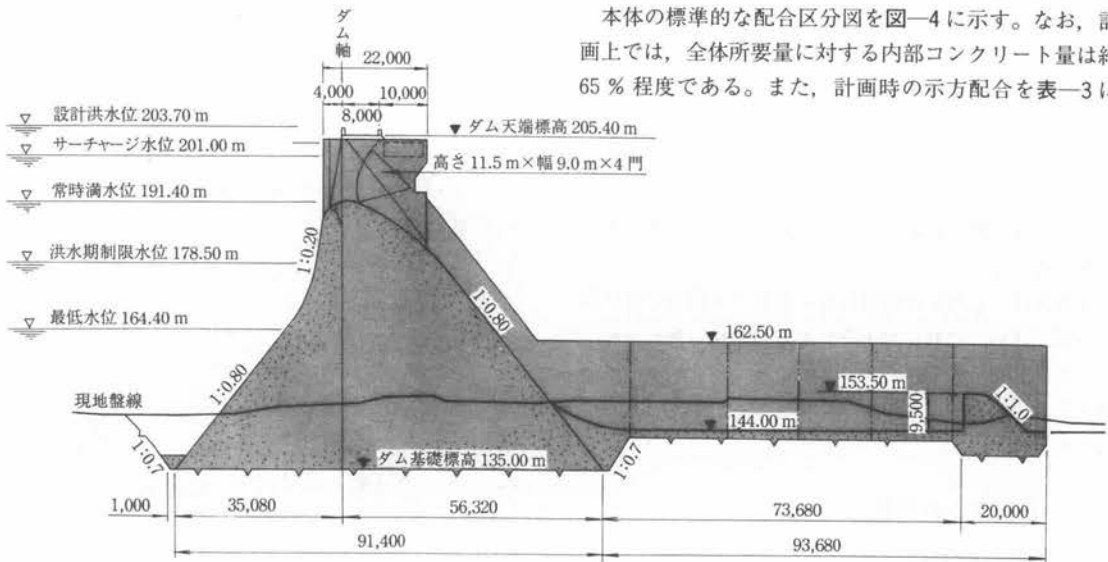 本体の標準的な配合区分図を図―4 に示す。なお,
画上では,全体所要量に対する内部コンクリート量は
65 % 程度である。また,計画時の示方配合を表―3 に
ダム軸
22,000
4,000
10,000
8,000
設計洪水位 203.70 m
サーチャージ水位 201.00 m
常時満水位 191.40 m
洪水期制限水位 178.50 m
最低水位 164.40 m
現地盤線
ダム天端標高 205.40 m
高さ 11.5 m×幅 9.0 m×4 門
1:0.20
1:0.80
1:0.80
162.50 m
153.50 m
9,500
1:1.0
144.00 m
1:0.7
ダム基礎標高 135.00 m
1:0.7
1,000
35,080
56,320
73,680
20,000
91,400
93,680